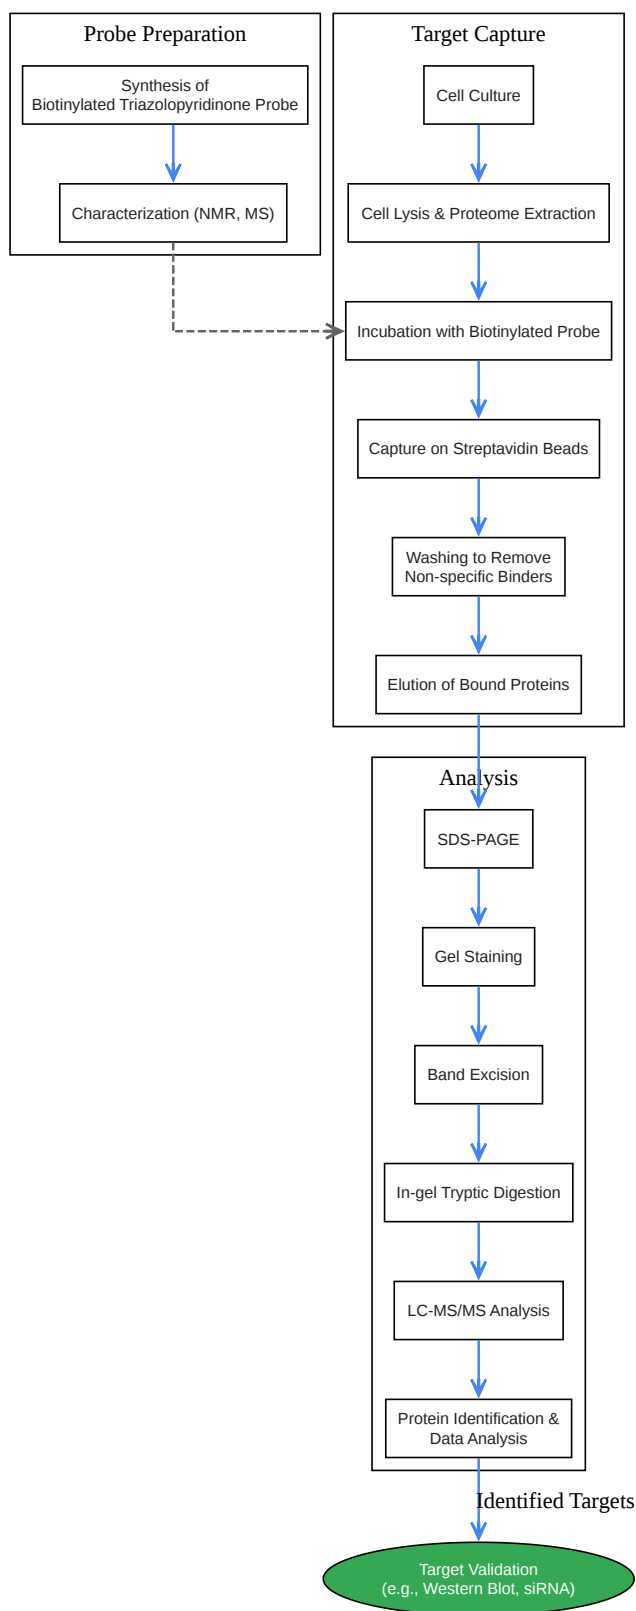 Probe Preparation
Synthesis of
Biotinylated Triazolopyridinone Probe
Characterization (NMR, MS)
Target Capture
Cell Culture
Cell Lysis & Proteome Extraction
Incubation with Biotinylated Probe
Capture on Streptavidin Beads
Washing to Remove
Non-specific Binders
Elution of Bound Proteins
Analysis
SDS-PAGE
Gel Staining
Band Excision
In-gel Tryptic Digestion
LC-MS/MS Analysis
Protein Identification &
Data Analysis
Identified Targets
Target Validation
(e.g., Western Blot, siRNA)